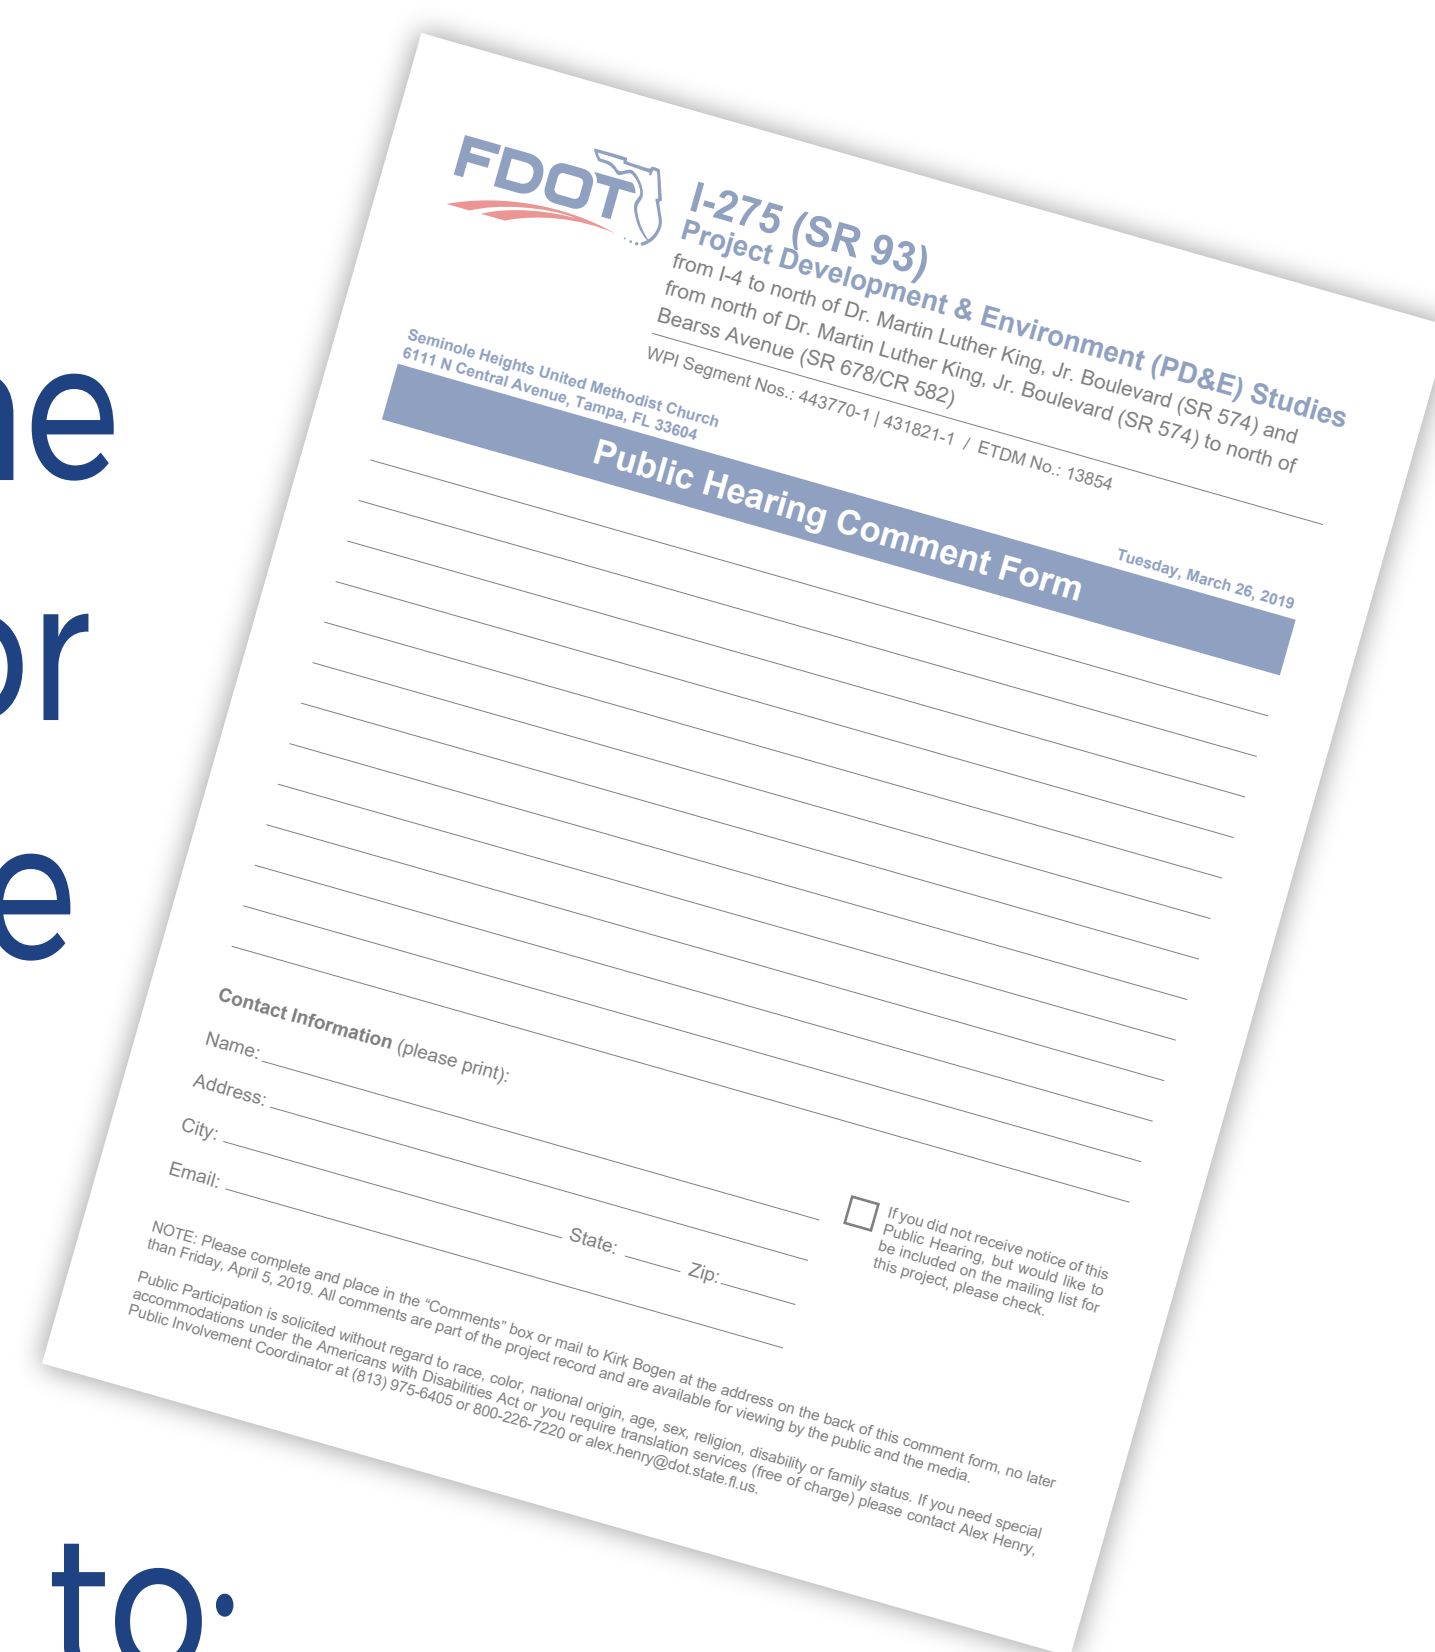 FDOT
I-275 (SR 93)
Project Development & Environment (PD&E) Studies
from I-4 to north of Dr. Martin Luther King, Jr. Boulevard (SR 574) and
from north of Dr. Martin Luther King, Jr. Boulevard (SR 574) to north of
Bearss Avenue (SR 678/CR 582)
WPI Segment Nos.: 443770-1 | 431821-1 / ETDM No.: 13854
Seminole Heights United Methodist Church
6111 N Central Avenue, Tampa, FL 33604
Tuesday, March 26, 2019
Public Hearing Comment Form
Contact Information (please print):
Name:
Address:
City:
State:
Zip:
Email:
If you did not receive notice of this
Public Hearing, but would like to
be included on the mailing list for
this project, please check.
NOTE: Please complete and place in the “Comments” box or mail to Kirk Bogen at the address on the back of this comment form, no later
than Friday, April 5, 2019. All comments are part of the project record and are available for viewing by the public and the media.
Public Participation is solicited without regard to race, color, national origin, age, sex, religion, disability or family status. If you need special
accommodations under the Americans with Disabilities Act or you require translation services (free of charge) please contact Alex Henry,
Public Involvement Coordinator at (813) 975-6405 or 800-226-7220 or alex.henry@dot.state.fl.us.
to: